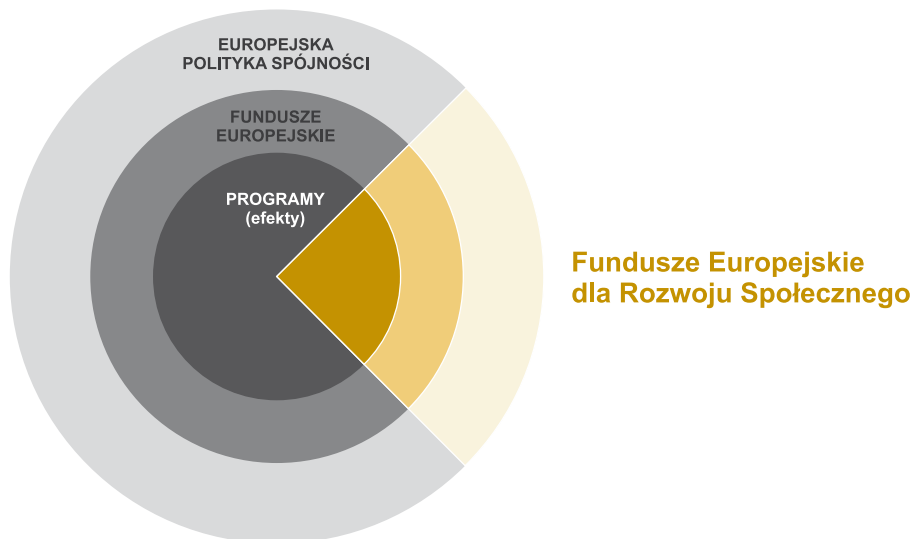 EUROPEJSKA
POLITYKA SPÓJNOŚCI
FUNDUSZE
EUROPEJSKIE
PROGRAMY
(efekty)
Fundusze Europejskie
dla Rozwoju Społecznego